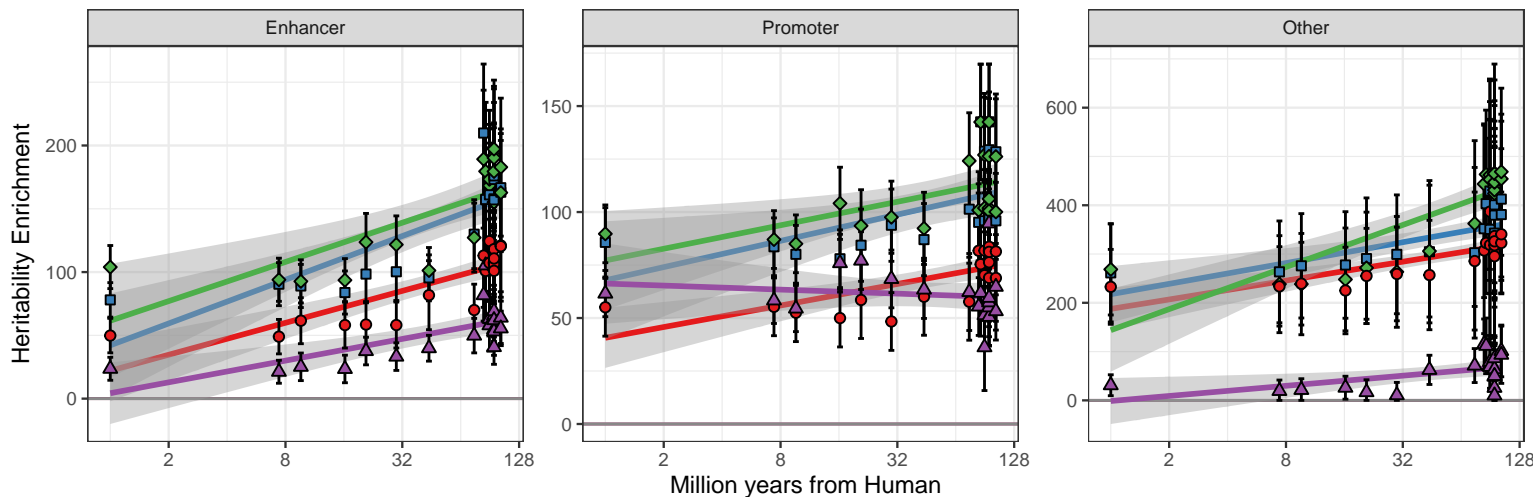 Enhancer Promoter Other
Heritability Enrichment
200
100
0
150
100
50
0
600
400
200
0
2 8 32 128 2 8 32 128 2 8 32 128
Million years from Human